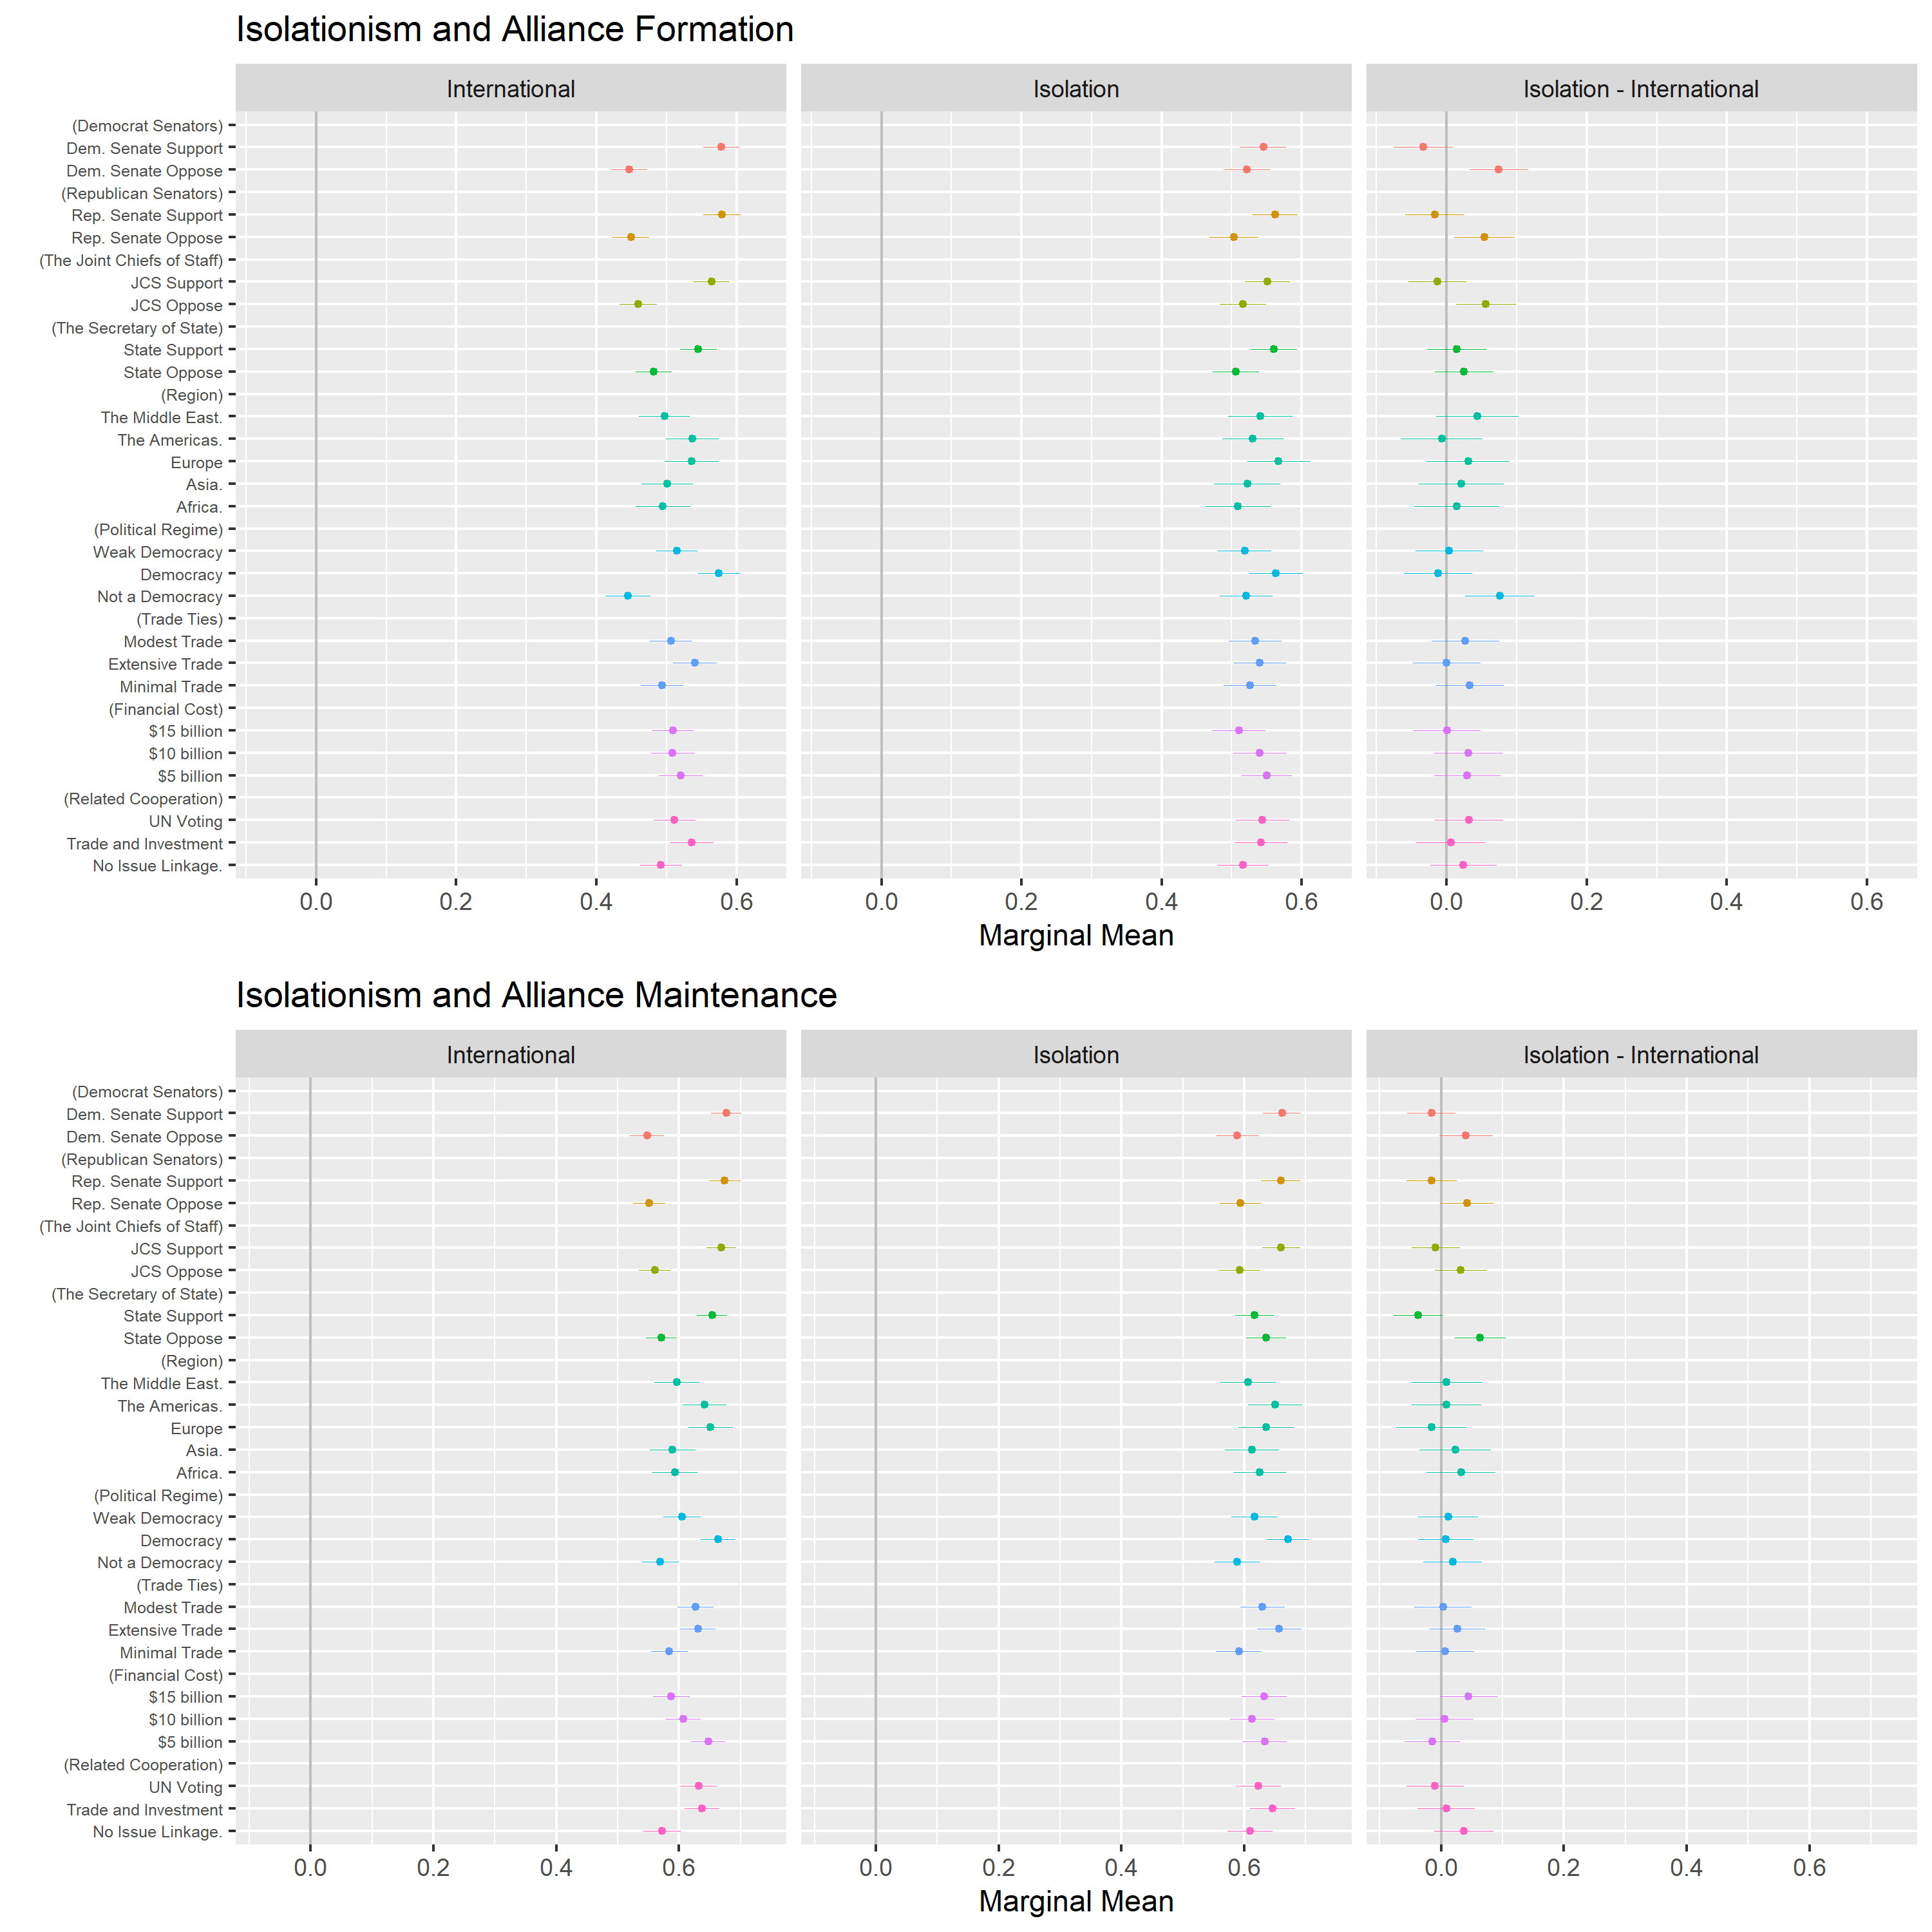 Isolationism and Alliance Formation
International
Isolation
Isolation - International
(Democrat Senators)
Dem. Senate Support
Dem. Senate Oppose
(Republican Senators)
Rep. Senate Support
Rep. Senate Oppose
(The Joint Chiefs of Staff)
JCS Support
JCS Oppose
(The Secretary of State)
State Support
State Oppose
(Region)
The Middle East.
The Americas.
Europe
Asia.
Africa.
(Political Regime)
Weak Democracy
Democracy
Not a Democracy
(Trade Ties)
Modest Trade
Extensive Trade
Minimal Trade
(Financial Cost)
$15 billion
$10 billion
$5 billion
(Related Cooperation)
UN Voting
Trade and Investment
No Issue Linkage.
0.0 0.2 0.4 0.6
0.0 0.2 0.4 0.6
0.0 0.2 0.4 0.6
Marginal Mean
Isolationism and Alliance Maintenance
International
Isolation
Isolation - International
(Democrat Senators)
Dem. Senate Support
Dem. Senate Oppose
(Republican Senators)
Rep. Senate Support
Rep. Senate Oppose
(The Joint Chiefs of Staff)
JCS Support
JCS Oppose
(The Secretary of State)
State Support
State Oppose
(Region)
The Middle East.
The Americas.
Europe
Asia.
Africa.
(Political Regime)
Weak Democracy
Democracy
Not a Democracy
(Trade Ties)
Modest Trade
Extensive Trade
Minimal Trade
(Financial Cost)
$15 billion
$10 billion
$5 billion
(Related Cooperation)
UN Voting
Trade and Investment
No Issue Linkage.
0.0 0.2 0.4 0.6
0.0 0.2 0.4 0.6
0.0 0.2 0.4 0.6
Marginal Mean